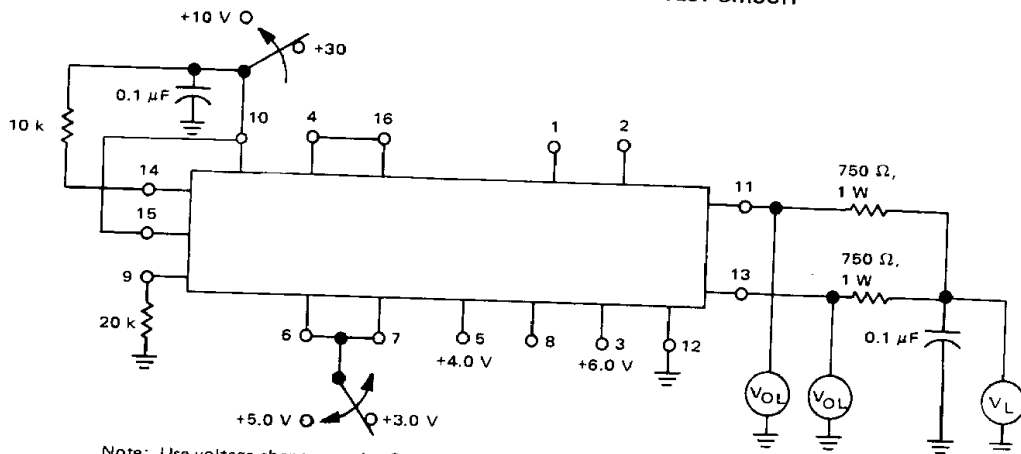 +10 V
+30
0.1 µF
10 k
10
4
16
1
2
14
15
9
20 k
11
13
750 Ω,
1 W
750 Ω,
1 W
0.1 µF
6
7
5
8
3
12
+4.0 V
+6.0 V
+5.0 V
+3.0 V
VOL
VOL
VL
Note: Use voltage